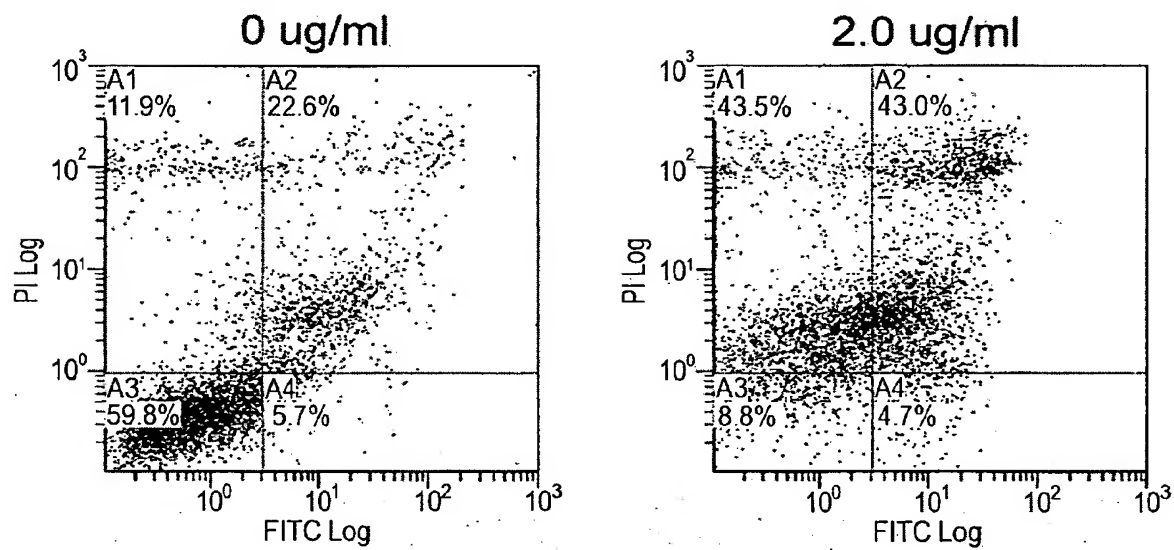 0 ug/ml
10³
A1
11.9%
A2
22.6%
10²
PI Log
10¹
10⁰
A3
59.8%
A4
5.7%
10⁰ 10¹ 10² 10³
FITC Log
2.0 ug/ml
10³
A1
43.5%
A2
43.0%
10²
PI Log
10¹
10⁰
A3
8.8%
A4
4.7%
10⁰ 10¹ 10² 10³
FITC Log